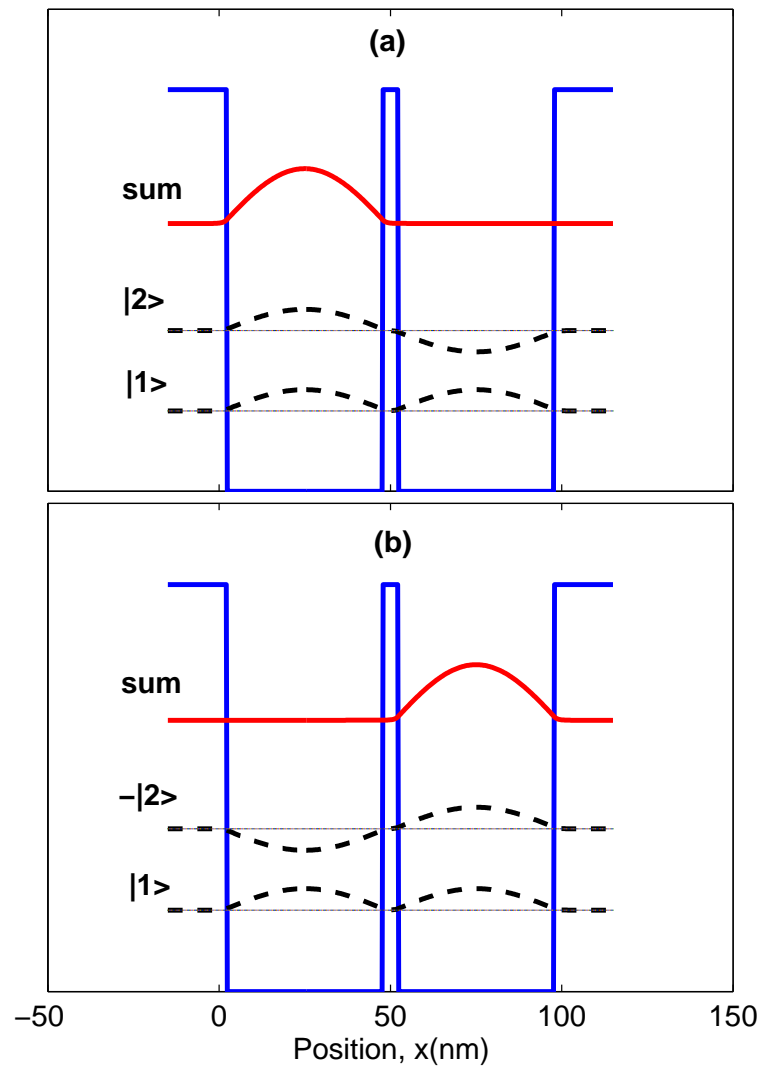 (a)
sum
|2>
|1>
(b)
sum
–|2>
|1>
–50 0 50 100 150
Position, x(nm)